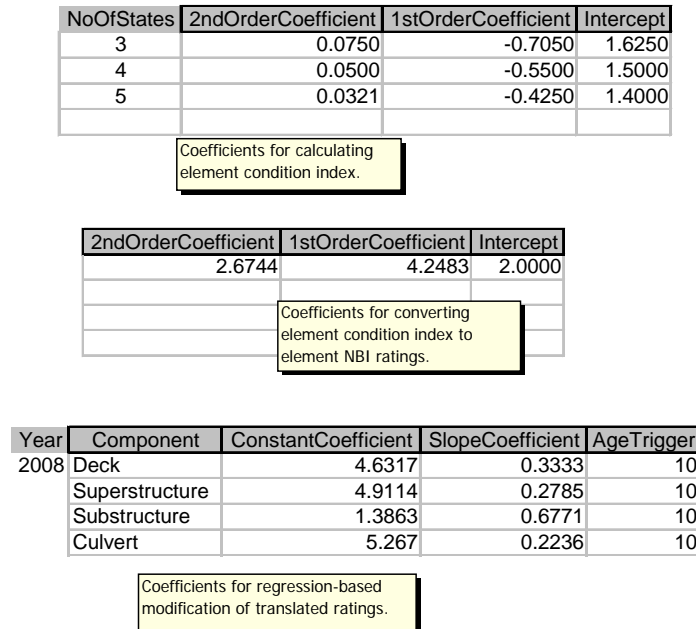 NoOfStates 2ndOrderCoefficient 1stOrderCoefficient Intercept
3 0.0750 -0.7050 1.6250
4 0.0500 -0.5500 1.5000
5 0.0321 -0.4250 1.4000
Coefficients for calculating
element condition index.
2ndOrderCoefficient 1stOrderCoefficient Intercept
2.6744 4.2483 2.0000
Coefficients for converting
element condition index to
element NBI ratings.
Year Component ConstantCoefficient SlopeCoefficient AgeTrigger
2008 Deck 4.6317 0.3333 10
Superstructure 4.9114 0.2785 10
Substructure 1.3863 0.6771 10
Culvert 5.267 0.2236 10
Coefficients for regression-based
modification of translated ratings.